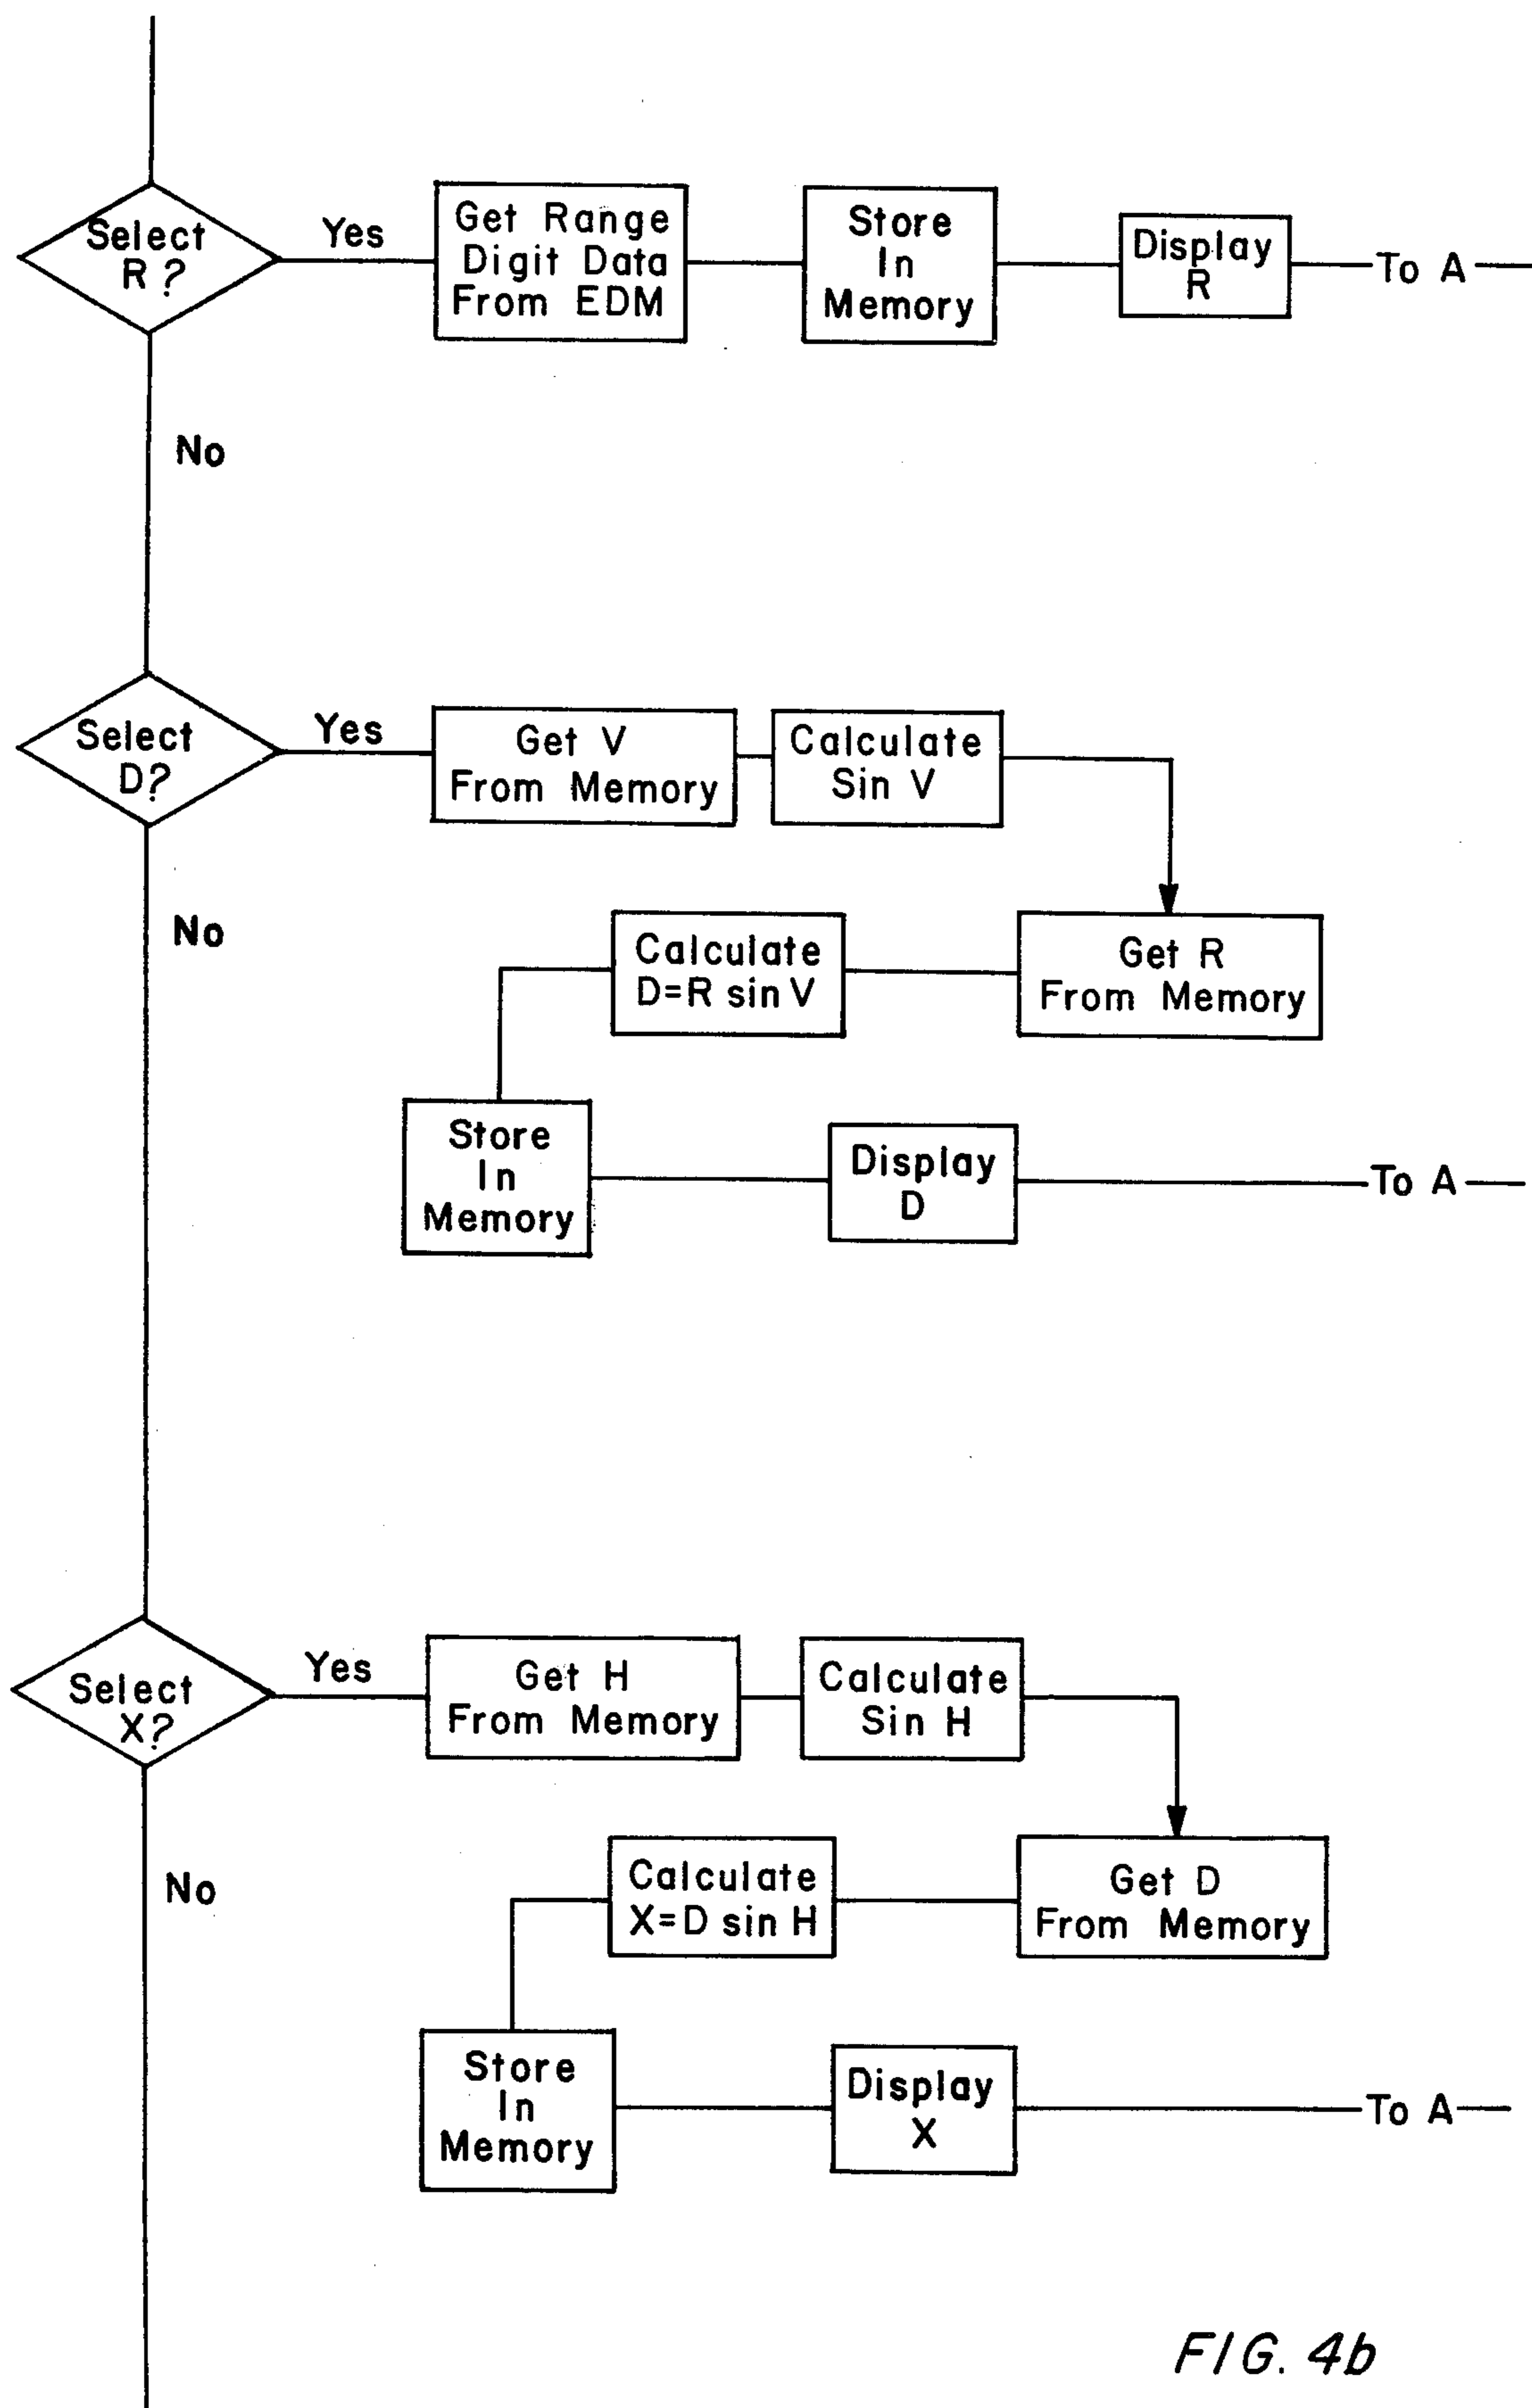 Select
R?
Yes
Get Range
Digit Data
From EDM
Store
In
Memory
Display
R
To A
No
Select
D?
Yes
Get V
From Memory
Calculate
Sin V
No
Calculate
D=R sin V
Get R
From Memory
Store
In
Memory
Display
D
To A
Select
X?
Yes
Get H
From Memory
Calculate
Sin H
No
Calculate
X=D sin H
Get D
From Memory
Store
In
Memory
Display
X
To A
FIG. 4b